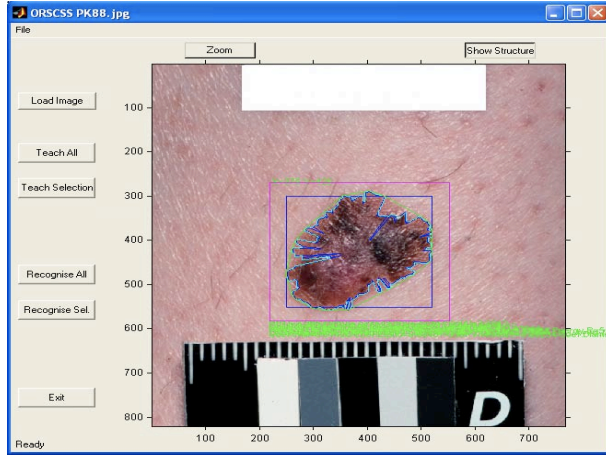 ORSCSS PK88.jpg
File
Zoom
Show Structure
Load Image
Teach All
Teach Selection
Recognise All
Recognise Sel.
Exit
100
200
300
400
500
600
700
800
100
200
300
400
500
600
700
D
Ready